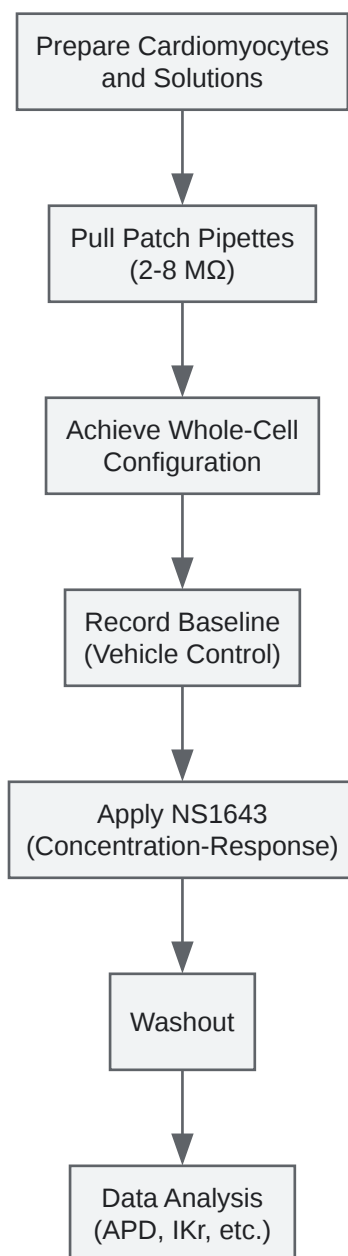 Prepare Cardiomyocytes
and Solutions
Pull Patch Pipettes
(2-8 MΩ)
Achieve Whole-Cell
Configuration
Record Baseline
(Vehicle Control)
Apply NS1643
(Concentration-Response)
Washout
Data Analysis
(APD, IKr, etc.)